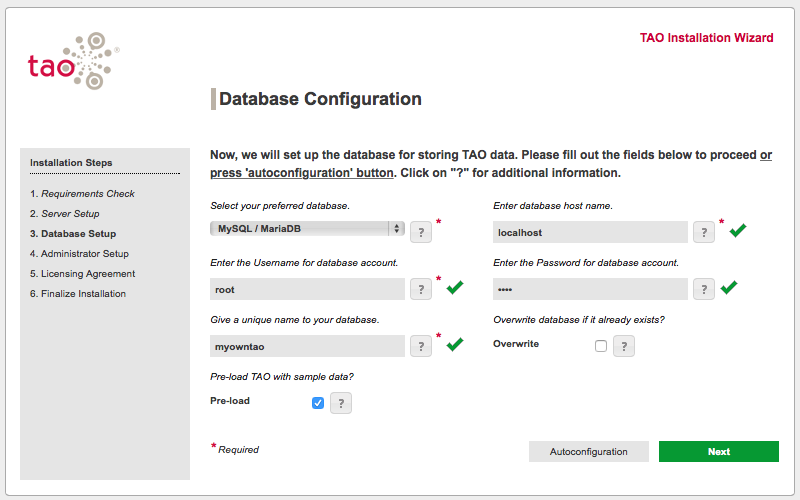 tao
TAO Installation Wizard
Database Configuration
Installation Steps
1. Requirements Check
2. Server Setup
3. Database Setup
4. Administrator Setup
5. Licensing Agreement
6. Finalize Installation
Now, we will set up the database for storing TAO data. Please fill out the fields below to proceed or
press 'autoconfiguration' button. Click on "?" for additional information.
Select your preferred database.
MySQL / MariaDB ? *
Enter database host name.
localhost ? *
Enter the Username for database account.
root ? *
Enter the Password for database account.
•••• ?
Give a unique name to your database.
myowntao ? *
Overwrite database if it already exists?
Overwrite ?
Pre-load TAO with sample data?
Pre-load ?
* Required
Autoconfiguration
Next